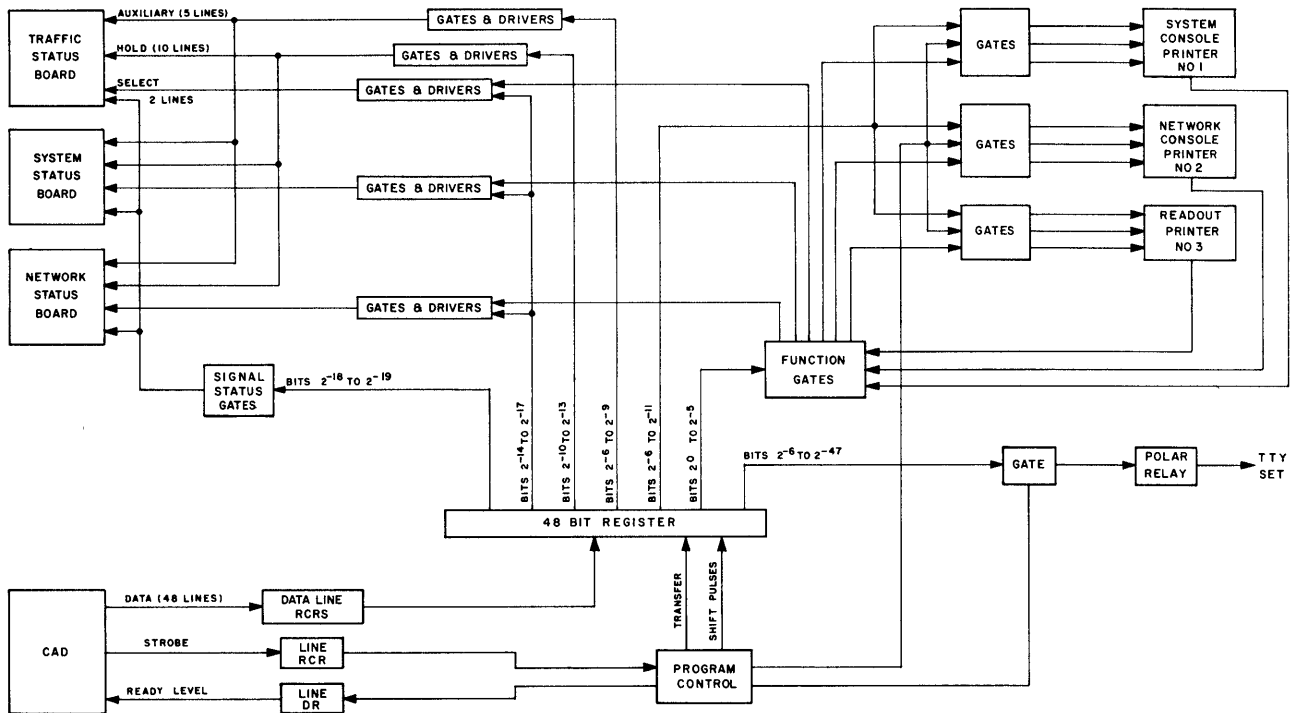 TRAFFIC
STATUS
BOARD
AUXILIARY (5 LINES)
HOLD (10 LINES)
SELECT
2 LINES
GATES & DRIVERS
GATES & DRIVERS
GATES & DRIVERS
SYSTEM
STATUS
BOARD
GATES & DRIVERS
NETWORK
STATUS
BOARD
GATES & DRIVERS
SIGNAL
STATUS
GATES
BITS 2⁻¹⁸ TO 2⁻¹⁹
BITS 2⁻¹⁴ TO 2⁻¹⁷
BITS 2⁻¹⁰ TO 2⁻¹³
BITS 2⁻⁶ TO 2⁻⁹
BITS 2⁻⁶ TO 2⁻¹¹
BITS 2⁰ TO 2⁻⁵
BITS 2⁻⁶ TO 2⁻⁴⁷
GATES
SYSTEM
CONSOLE
PRINTER
NO 1
GATES
NETWORK
CONSOLE
PRINTER
NO 2
GATES
READOUT
PRINTER
NO 3
FUNCTION
GATES
GATE
POLAR
RELAY
TTY
SET
48 BIT REGISTER
CAD
DATA (48 LINES)
DATA LINE
RCRS
STROBE
LINE
RCR
READY LEVEL
LINE
DR
TRANSFER
SHIFT PULSES
PROGRAM
CONTROL